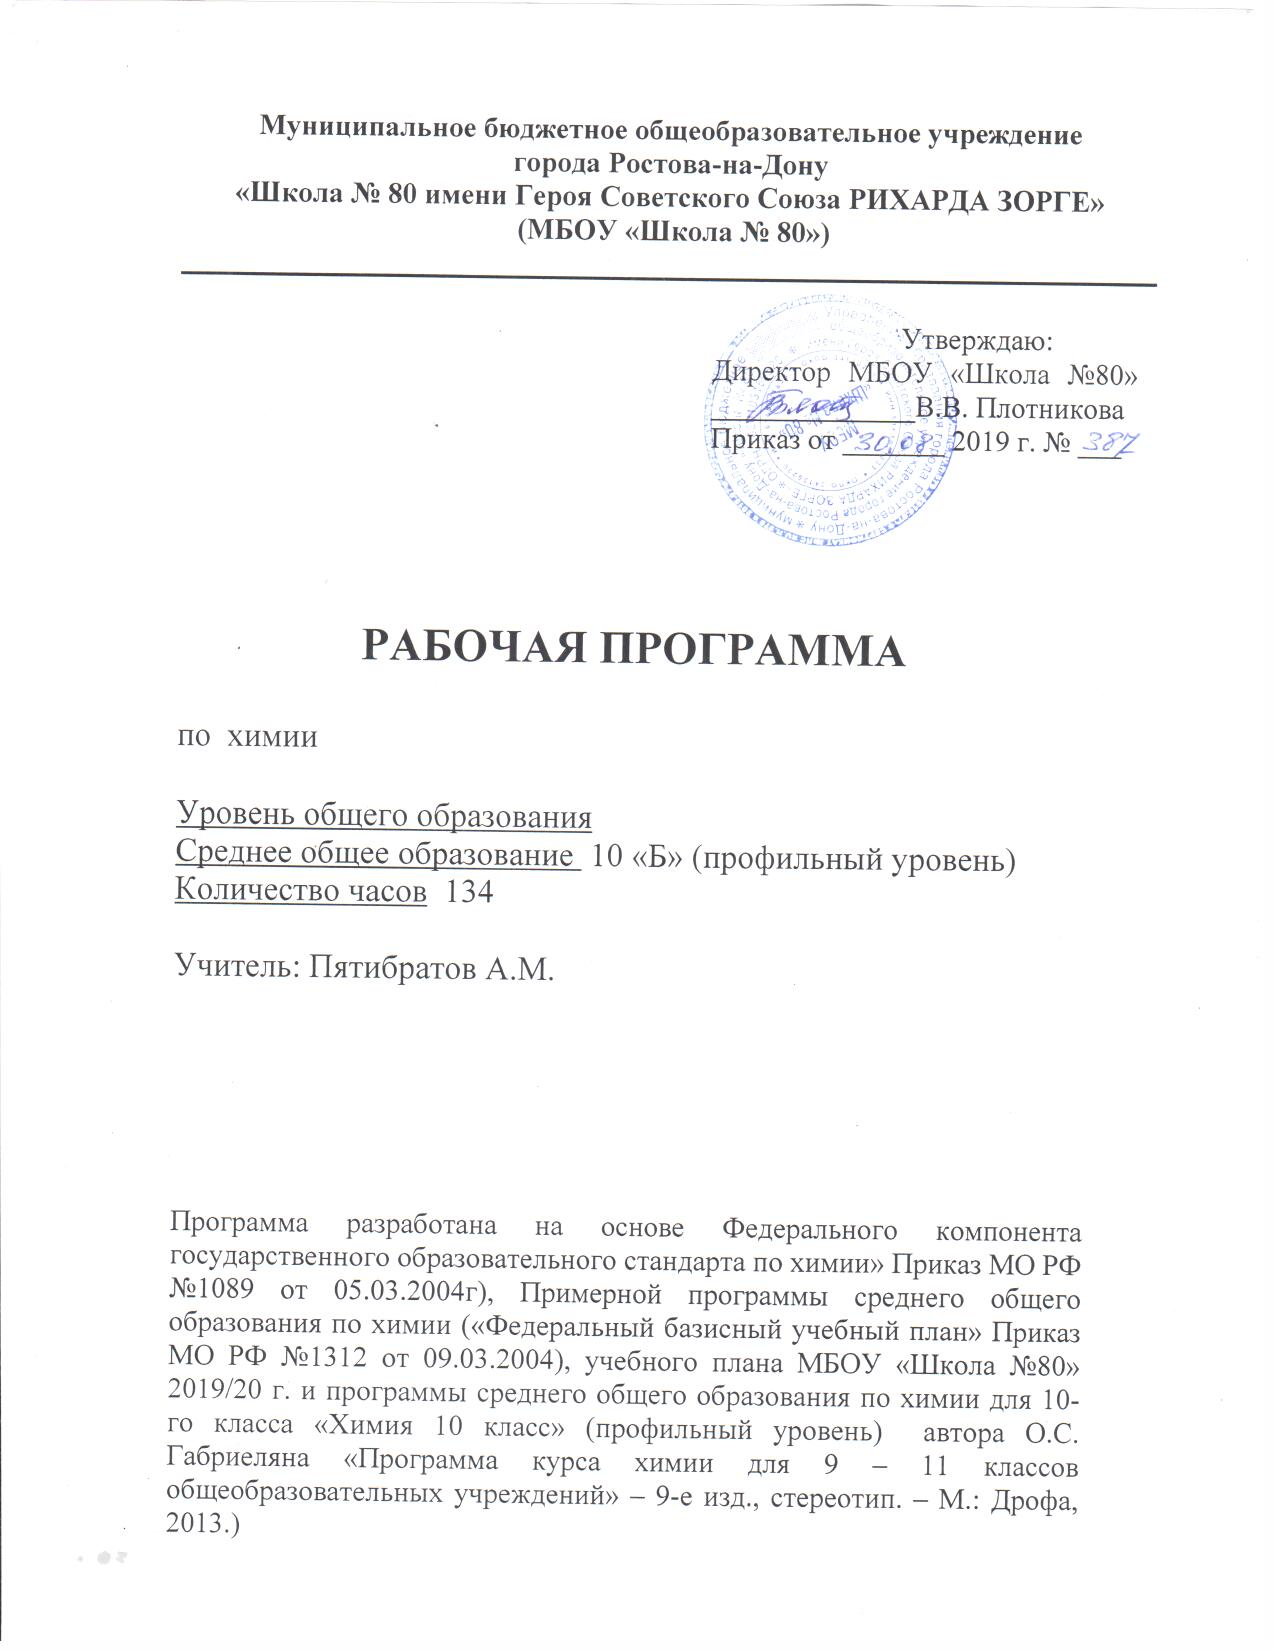 Муниципальное бюджетное общеобразовательное учреждение
города Ростова-на-Дону
«Школа № 80 имени Героя Советского Союза РИХАРДА ЗОРГЕ»
(МБОУ «Школа № 80»)
Утверждаю:
Директор МБОУ «Школа №80»
В.В. Плотникова
Приказ от 30.08 2019 г. № 387
РАБОЧАЯ ПРОГРАММА
по химии
Уровень общего образования
Среднее общее образование 10 «Б» (профильный уровень)
Количество часов 134
Учитель: Пятибратов А.М.
Программа разработана на основе Федерального компонента
государственного образовательного стандарта по химии» Приказ МО РФ
№1089 от 05.03.2004г), Примерной программы среднего общего
образования по химии («Федеральный базисный учебный план» Приказ
МО РФ №1312 от 09.03.2004), учебного плана МБОУ «Школа №80»
2019/20 г. и программы среднего общего образования по химии для 10-
го класса «Химия 10 класс» (профильный уровень) автора О.С.
Габриеляна «Программа курса химии для 9 – 11 классов
общеобразовательных учреждений» – 9-е изд., стереотип. – М.: Дрофа,
2013.)